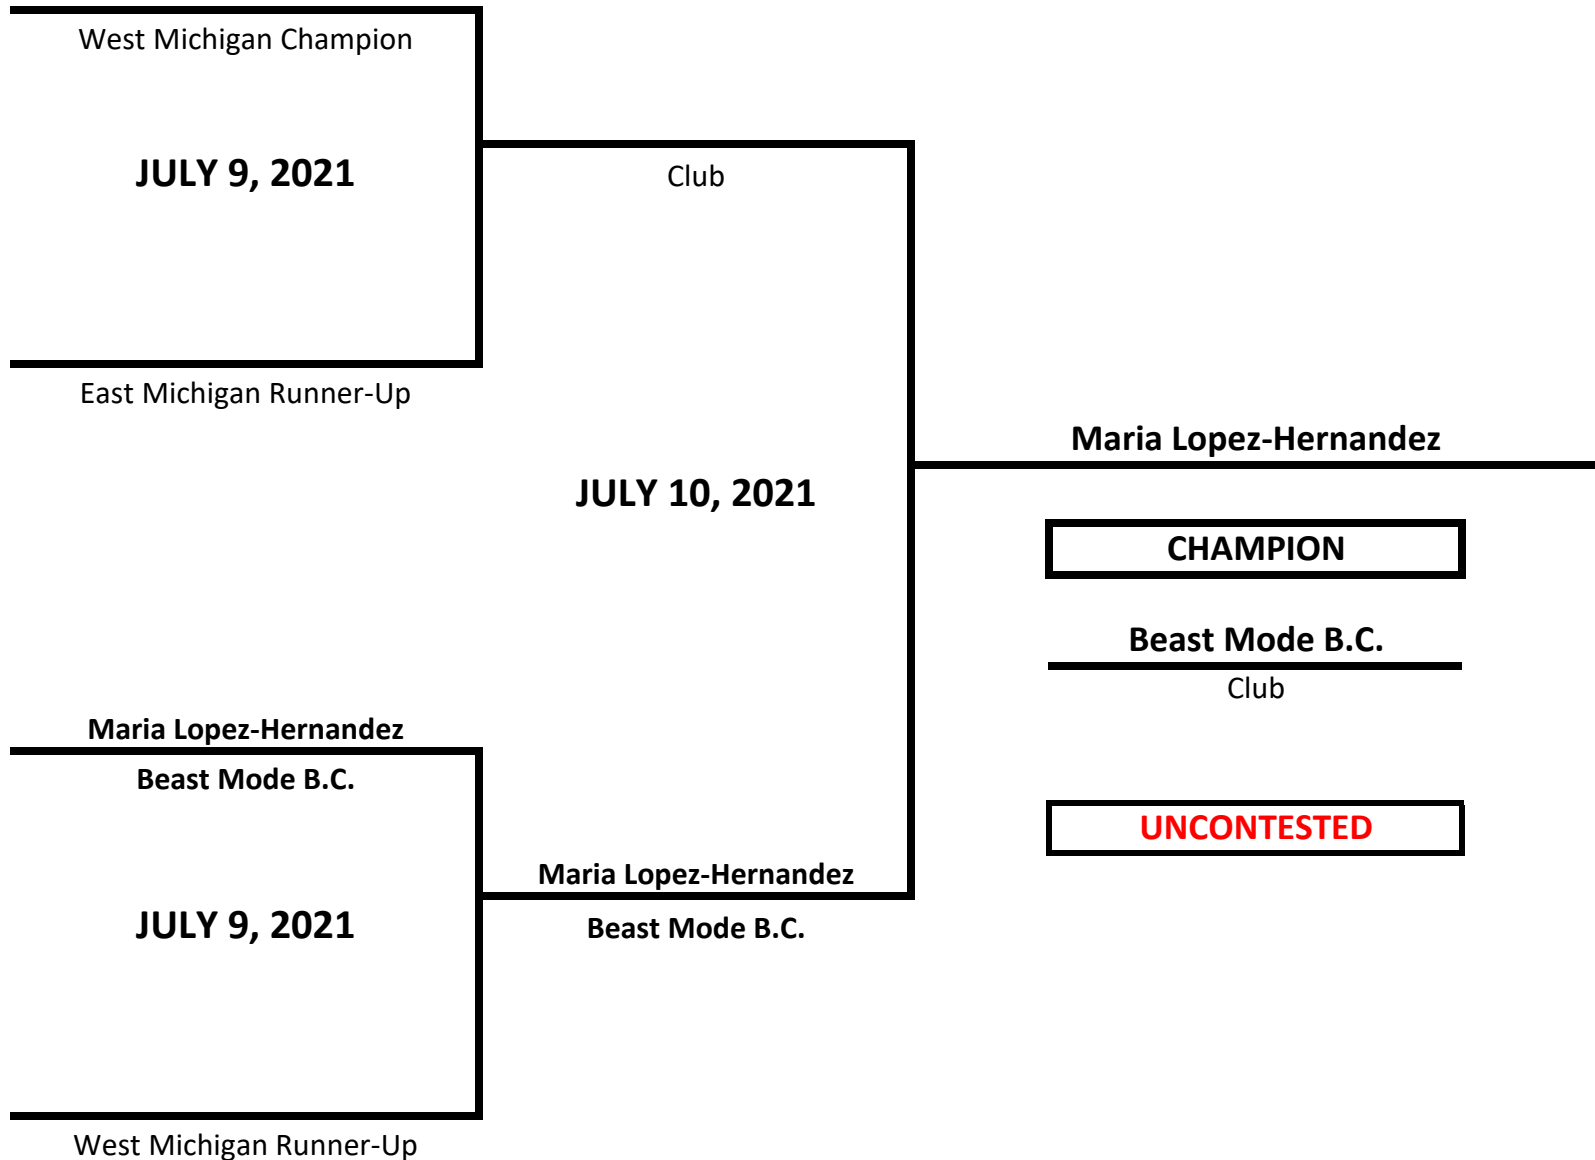 West Michigan Champion
JULY 9, 2021
Club
East Michigan Runner-Up
Maria Lopez-Hernandez
JULY 10, 2021
CHAMPION
Beast Mode B.C.
Club
Maria Lopez-Hernandez
Beast Mode B.C.
UNCONTESTED
Maria Lopez-Hernandez
JULY 9, 2021
Beast Mode B.C.
West Michigan Runner-Up